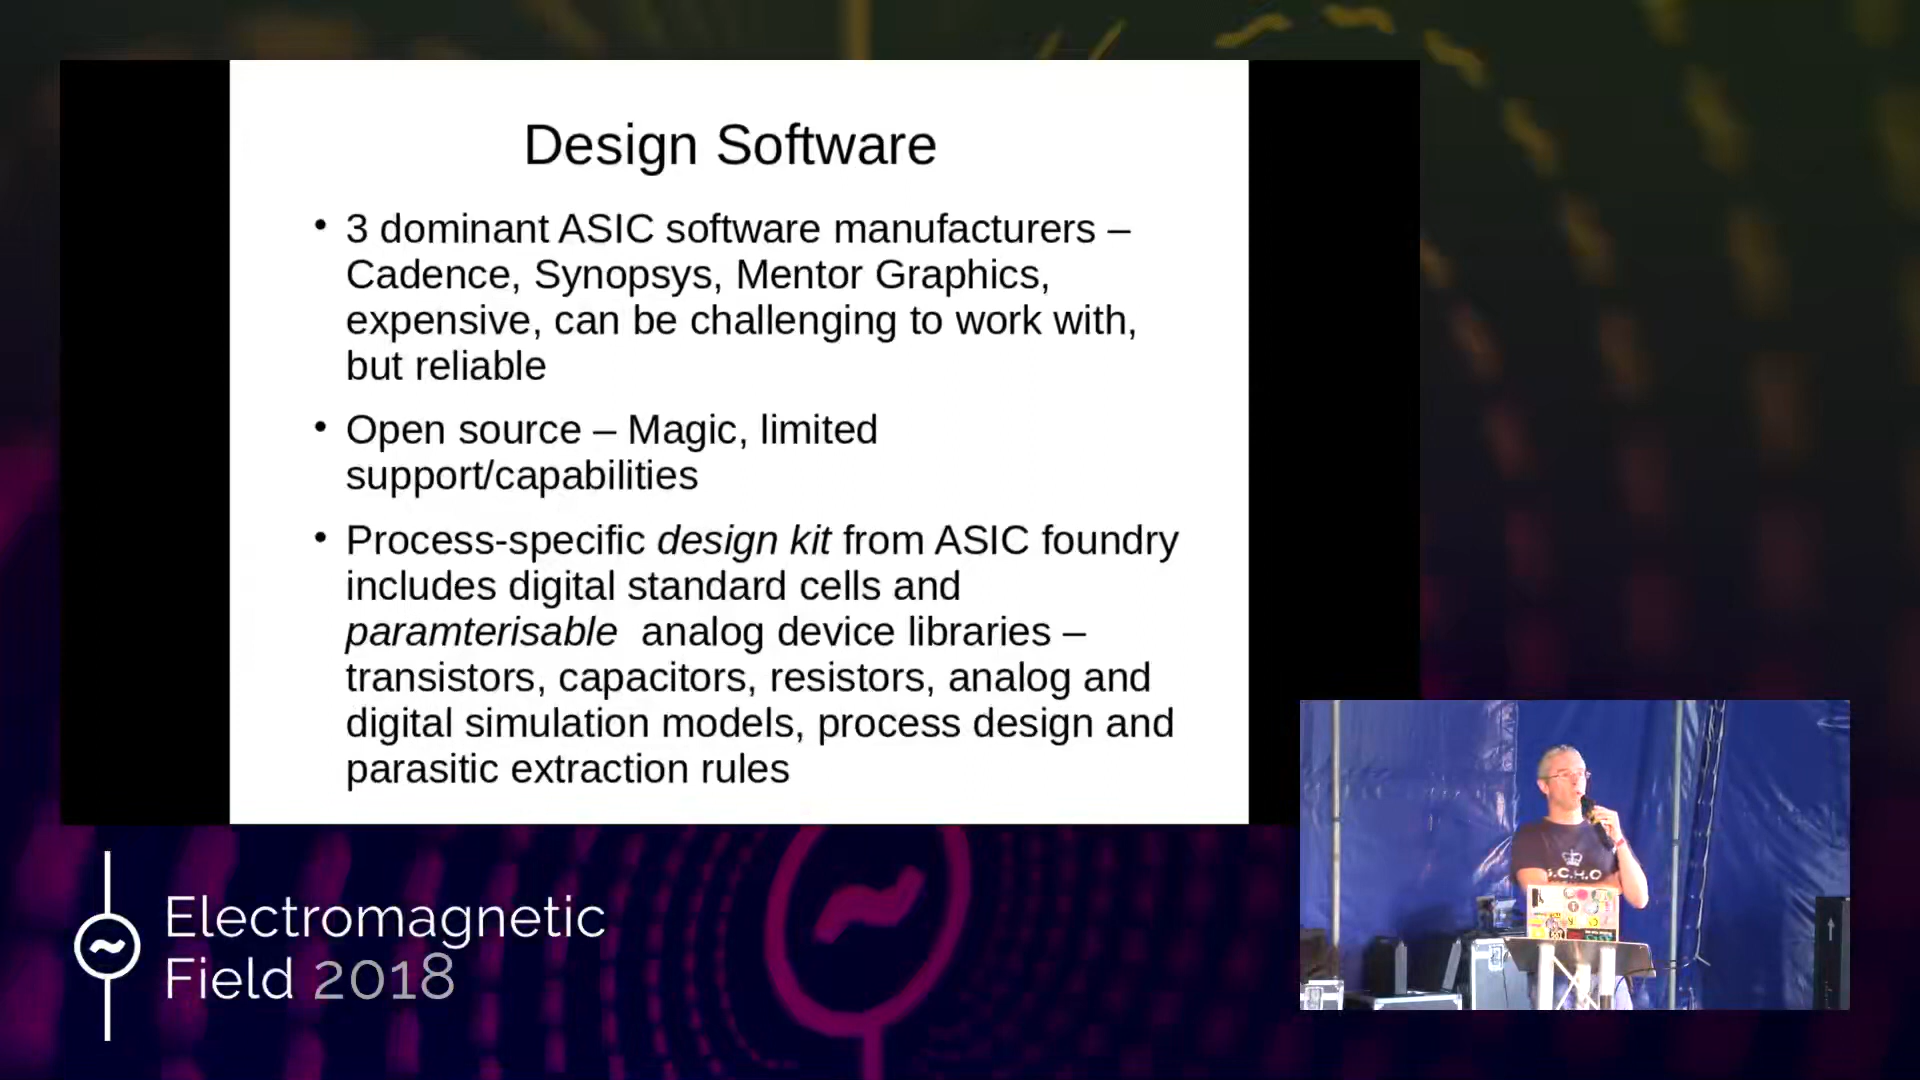 Design Software
• 3 dominant ASIC software manufacturers –
Cadence, Synopsys, Mentor Graphics,
expensive, can be challenging to work with,
but reliable
• Open source – Magic, limited
support/capabilities
• Process-specific design kit from ASIC foundry
includes digital standard cells and
paramterisable analog device libraries –
transistors, capacitors, resistors, analog and
digital simulation models, process design and
parasitic extraction rules
Electromagnetic
Field 2018